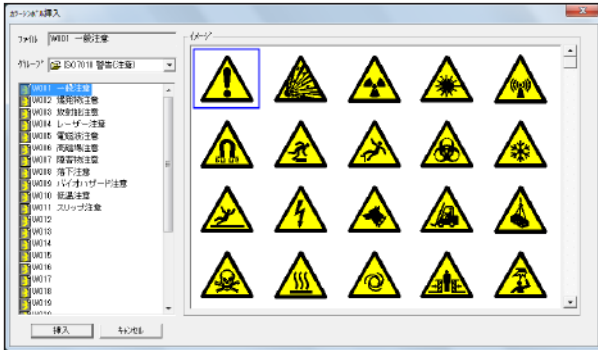 カラーシンボル挿入
ファイル W001 一般注意
グループ ISO7010 警告(注意)
W001 一般注意
W002 爆発物注意
W003 放射能注意
W004 レーザー注意
W005 電磁波注意
W006 高磁場注意
W007 障害物注意
W008 落下注意
W009 バイオハザード注意
W010 低温注意
W011 スリップ注意
W012
W013
W014
W015
W016
W017
W018
W019
挿入
キャンセル
イメージ